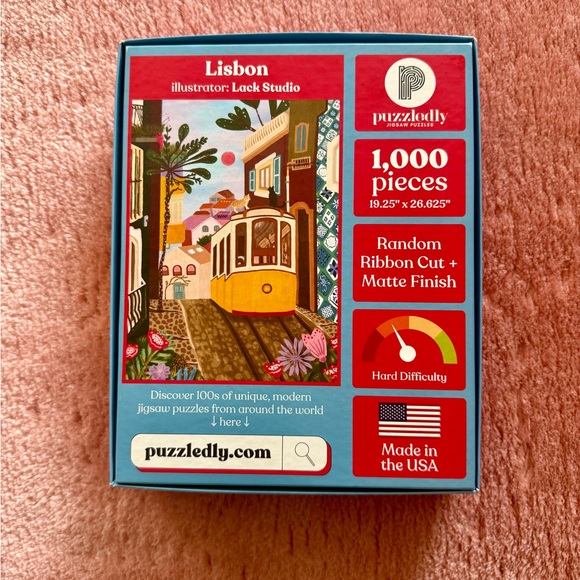 Lisbon
illustrator: Lack Studio
Discover 100s of unique, modern
jigsaw puzzles from around the world
↓ here ↓
puzzledly.com
puzzledly
JIGSAW PUZZLES
1,000
pieces
19.25" x 26.625"
Random
Ribbon Cut +
Matte Finish
Hard Difficulty
Made in
the USA